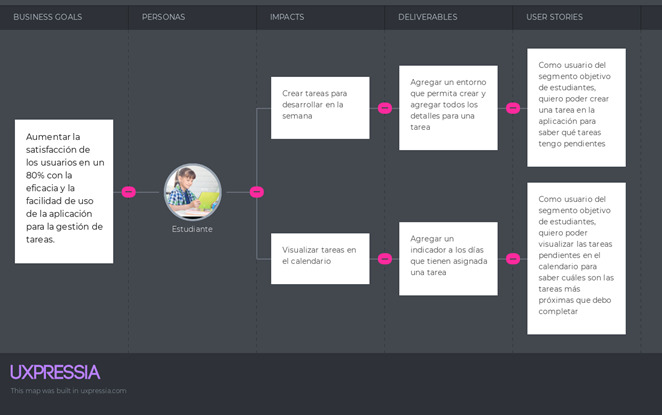 BUSINESS GOALS
PERSONAS
IMPACTS
DELIVERABLES
USER STORIES
Aumentar la
satisfacción de
los usuarios en un
80% con la
eficacia y la
facilidad de uso
de la aplicación
para la gestión de
tareas.
Estudiante
Crear tareas para
desarrollar en la
semana
Agregar un entorno
que permita crear y
agregar todos los
detalles para una
tarea
Como usuario del
segmento objetivo
de estudiantes,
quiero poder crear
una tarea en la
aplicación para
saber qué tareas
tengo pendientes
Visualizar tareas en
el calendario
Agregar un
indicador a los días
que tienen asignada
una tarea
Como usuario del
segmento objetivo
de estudiantes,
quiero poder
visualizar las tareas
pendientes en el
calendario para
saber cuáles son las
tareas más
próximas que debo
completar
UXPRESSIA
This map was built in uxpressia.com